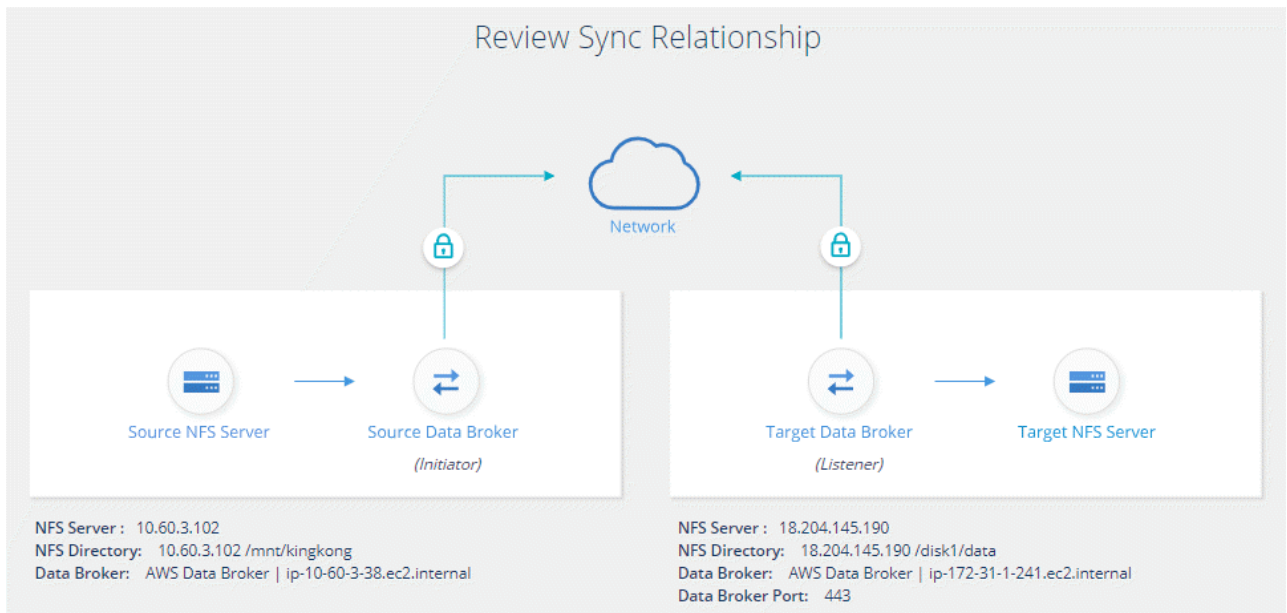 Review Sync Relationship
Network
Source NFS Server
Source Data Broker
(Initiator)
Target Data Broker
(Listener)
Target NFS Server
NFS Server : 10.60.3.102
NFS Directory: 10.60.3.102 /mnt/kingkong
Data Broker: AWS Data Broker | ip-10-60-3-38.ec2.internal
NFS Server : 18.204.145.190
NFS Directory: 18.204.145.190 /disk1/data
Data Broker: AWS Data Broker | ip-172-31-1-241.ec2.internal
Data Broker Port: 443